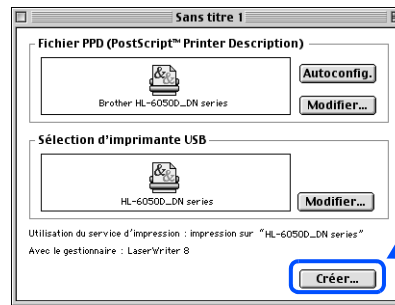 Sans titre 1
Fichier PPD (PostScript™ Printer Description)
Autoconfig.
Brother HL-6050D_DN series
Modifier...
Sélection d'imprimante USB
HL-6050D_DN series
Modifier...
Utilisation du service d'impression : impression sur "HL-6050D_DN series"
Avec le gestionnaire : LaserWriter 8
Créer...